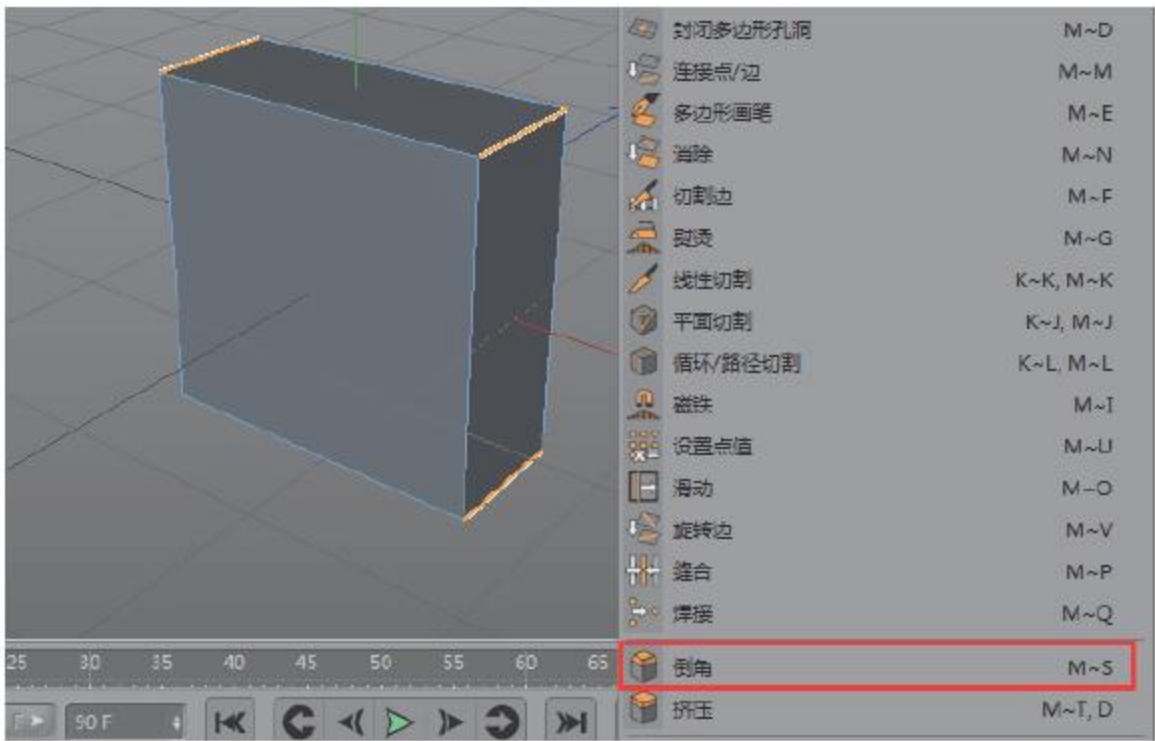 封闭多边形孔洞 M~D
连接点/边 M~M
多边形画笔 M~E
消除 M~N
切割边 M~F
熨烫 M~G
线性切割 K~K, M~K
平面切割 K~J, M~J
循环/路径切割 K~L, M~L
磁铁 M~I
设置点值 M~U
滑动 M~O
旋转边 M~V
缝合 M~P
焊接 M~Q
倒角 M~S
挤压 M~T, D
25 30 35 40 45 50 55 60 65
F 90 F